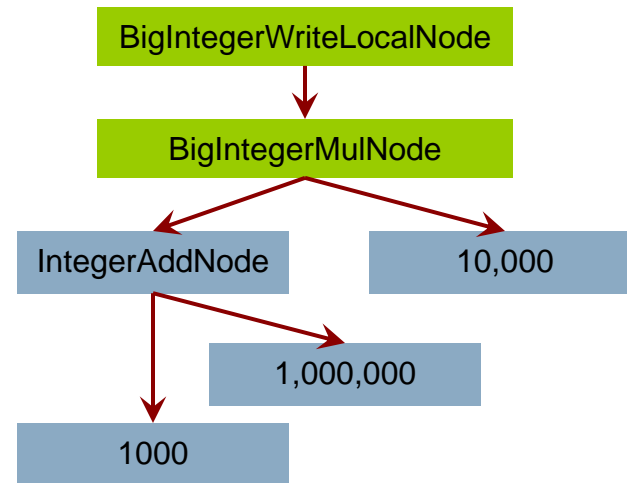 BigIntegerWriteLocalNode
BigIntegerMulNode
IntegerAddNode
10,000
1,000,000
1000